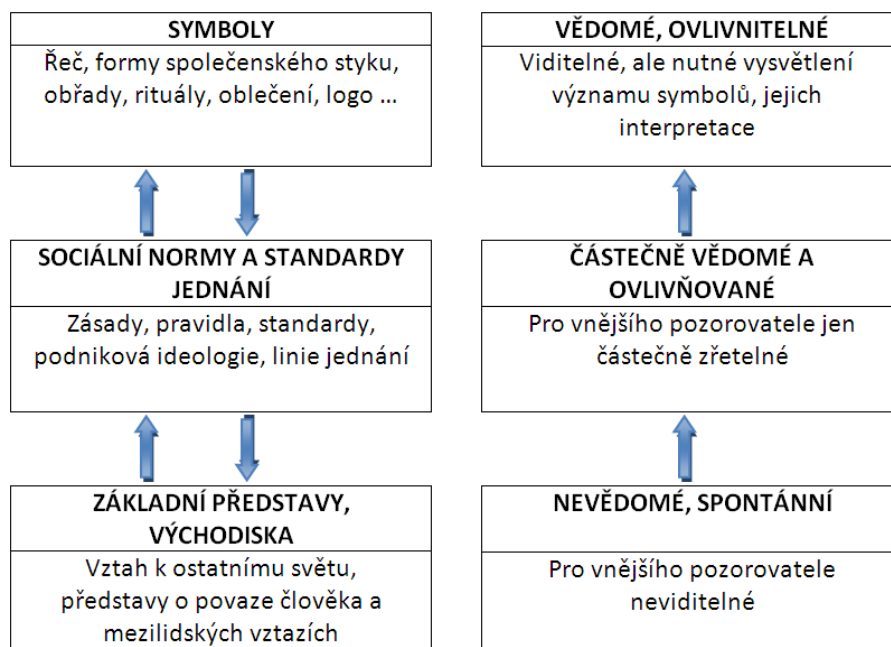 SYMBOLY
Řeč, formy společenského styku,
obřady, rituály, oblečení, logo ...
VĚDOMÉ, OVLIVNITELNÉ
Viditelné, ale nutné vysvětlení
významu symbolů, jejich
interpretace
SOCIÁLNÍ NORMY A STANDARDY
JEDNÁNÍ
Zásady, pravidla, standardy,
podniková ideologie, linie jednání
ČÁSTEČNĚ VĚDOMÉ A
OVLIVŇOVANÉ
Pro vnějšího pozorovatele jen
částečně zřetelné
ZÁKLADNÍ PŘEDSTAVY,
VÝCHODISKA
Vztah k ostatnímu světu,
představy o povaze člověka a
mezilidských vztazích
NEVĚDOMÉ, SPONTÁNNÍ
Pro vnějšího pozorovatele
neviditelné